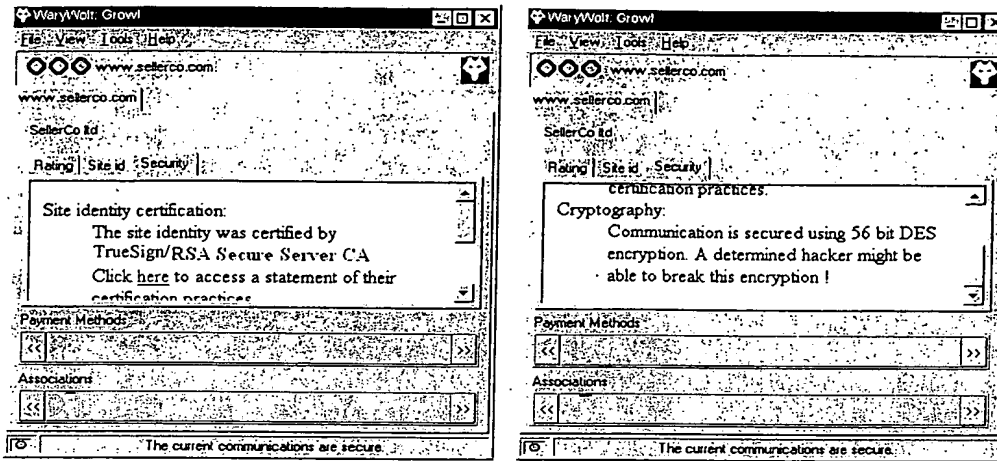 WaryWolf: Growl
File View Tools Help
www.sellerco.com
www.sellerco.com
SellerCo ltd
Rating Site id Security
Site identity certification:
The site identity was certified by
TrueSign/RSA Secure Server CA
Click here to access a statement of their
certification practices
Payment Methods
<< >>
Associations
<< >>
The current communications are secure.
WaryWolf: Growl
File View Tools Help
www.sellerco.com
www.sellerco.com
SellerCo ltd
Rating Site id Security
certification practices.
Cryptography:
Communication is secured using 56 bit DES
encryption. A determined hacker might be
able to break this encryption !
Payment Methods
<< >>
Associations
<< >>
The current communications are secure.